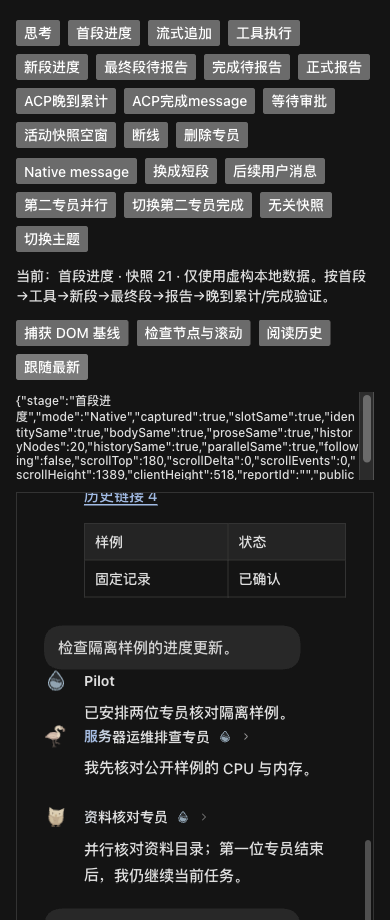 思考 首段进度 流式追加 工具执行
新段进度 最终段待报告 完成待报告 正式报告
ACP晚到累计 ACP完成message 等待审批
活动快照空窗 断线 删除专员
Native message 换成短段 后续用户消息
第二专员并行 切换第二专员完成 无关快照
切换主题
当前：首段进度 · 快照 21 · 仅使用虚构本地数据。按首段
→工具→新段→最终段→报告→晚到累计/完成验证。
捕获 DOM 基线 检查节点与滚动 阅读历史
跟随最新
{"stage":"首段进
度","mode":"Native","captured":true,"slotSame":true,"iden
titySame":true,"bodySame":true,"proseSame":true,"histor
yNodes":20,"historySame":true,"parallelSame":true,"follow
ing":false,"scrollTop":180,"scrollDelta":0,"scrollEvents":0,"
scrollHeight":1389,"clientHeight":518,"reportId":"","public
历史链接 4
样例 状态
固定记录 已确认
检查隔离样例的进度更新。
Pilot
已安排两位专员核对隔离样例。
服务器运维排查专员
我先核对公开样例的 CPU 与内存。
资料核对专员
并行核对资料目录；第一位专员结束
后，我仍继续当前任务。